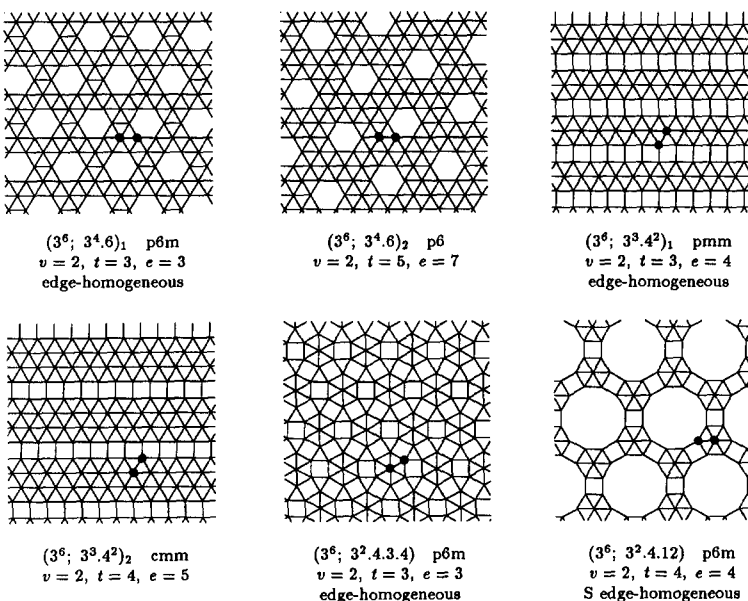 (3⁶; 3⁴.6)₁ p6m
v = 2, t = 3, e = 3
edge-homogeneous
(3⁶; 3⁴.6)₂ p6
v = 2, t = 5, e = 7
(3⁶; 3³.4²)₁ pmm
v = 2, t = 3, e = 4
edge-homogeneous
(3⁶; 3³.4²)₂ cmm
v = 2, t = 4, e = 5
(3⁶; 3².4.3.4) p6m
v = 2, t = 3, e = 3
edge-homogeneous
(3⁶; 3².4.12) p6m
v = 2, t = 4, e = 4
S edge-homogeneous